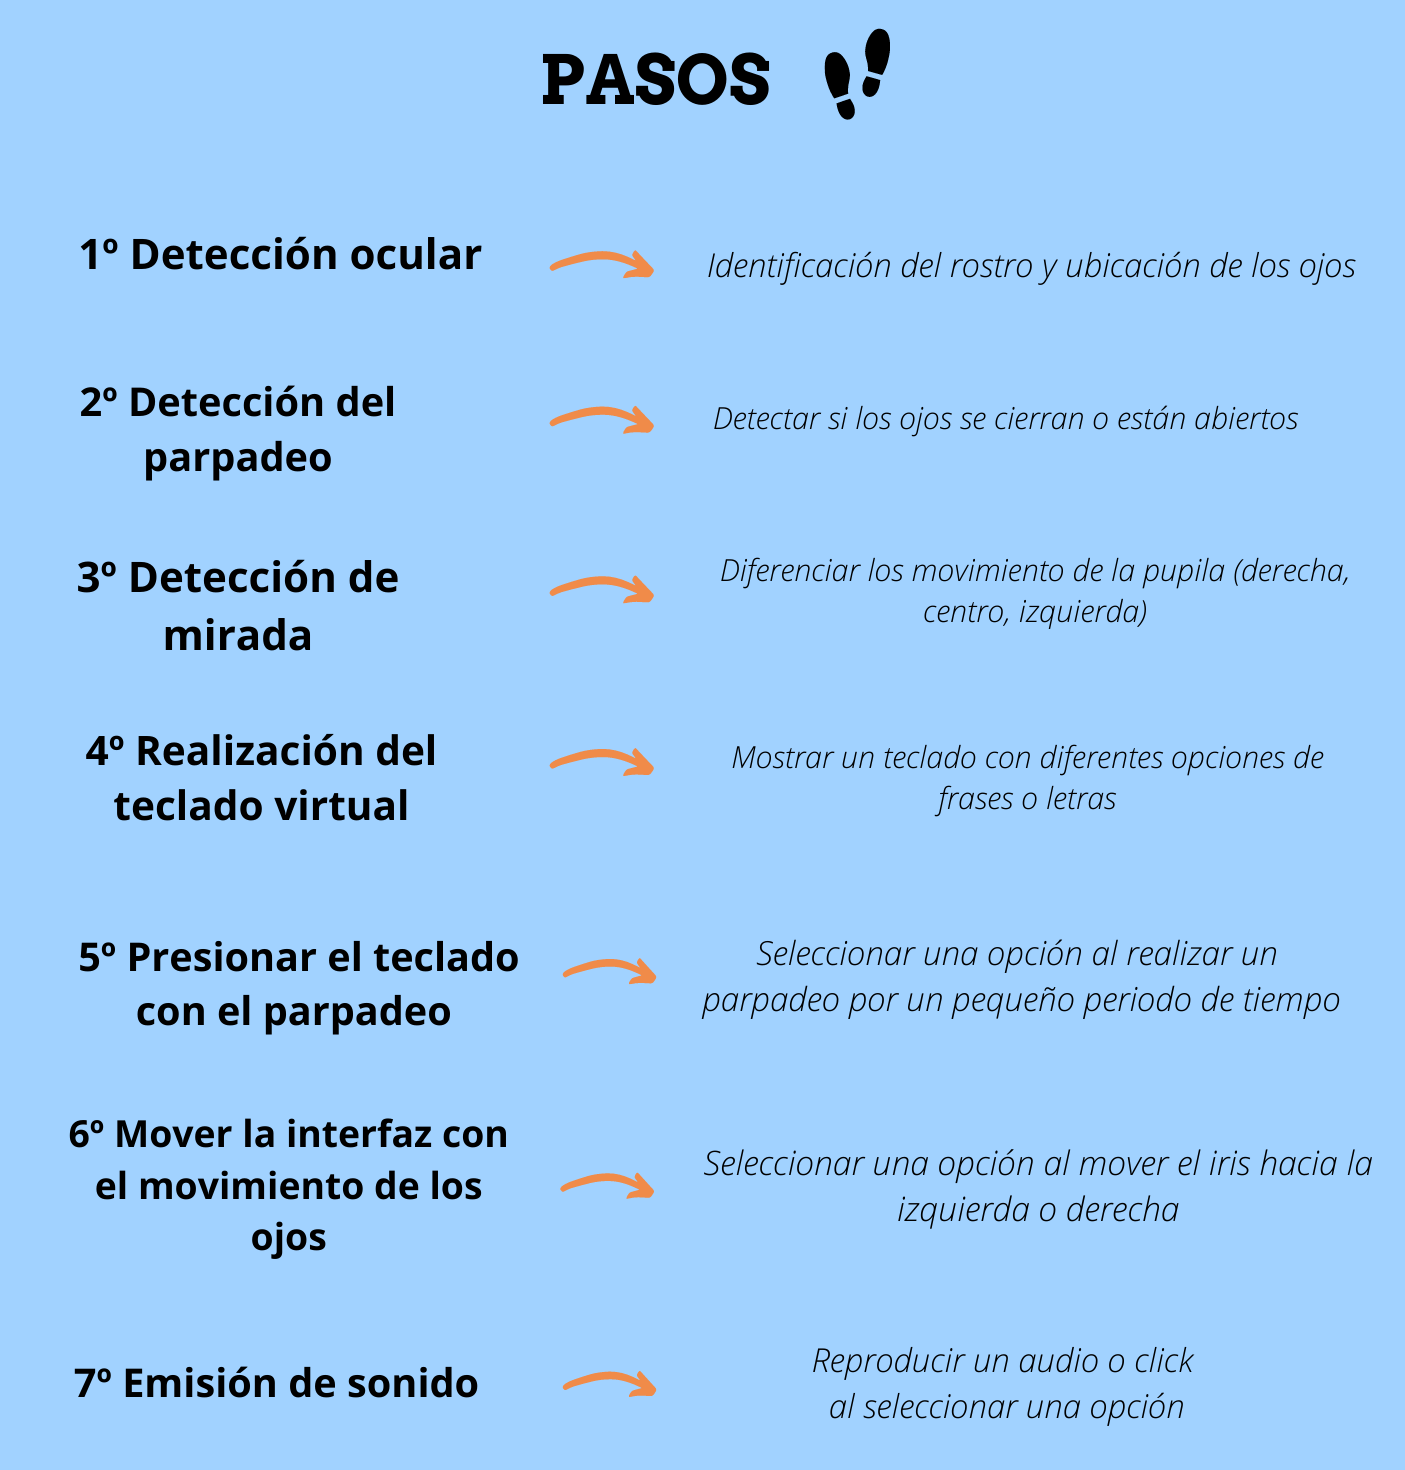 PASOS
1º Detección ocular
Identificación del rostro y ubicación de los ojos
2º Detección del
parpadeo
Detectar si los ojos se cierran o están abiertos
3º Detección de
mirada
Diferenciar los movimiento de la pupila (derecha,
centro, izquierda)
4º Realización del
teclado virtual
Mostrar un teclado con diferentes opciones de
frases o letras
5º Presionar el teclado
con el parpadeo
Seleccionar una opción al realizar un
parpadeo por un pequeño periodo de tiempo
6º Mover la interfaz con
el movimiento de los
ojos
Seleccionar una opción al mover el iris hacia la
izquierda o derecha
7º Emisión de sonido
Reproducir un audio o click
al seleccionar una opción